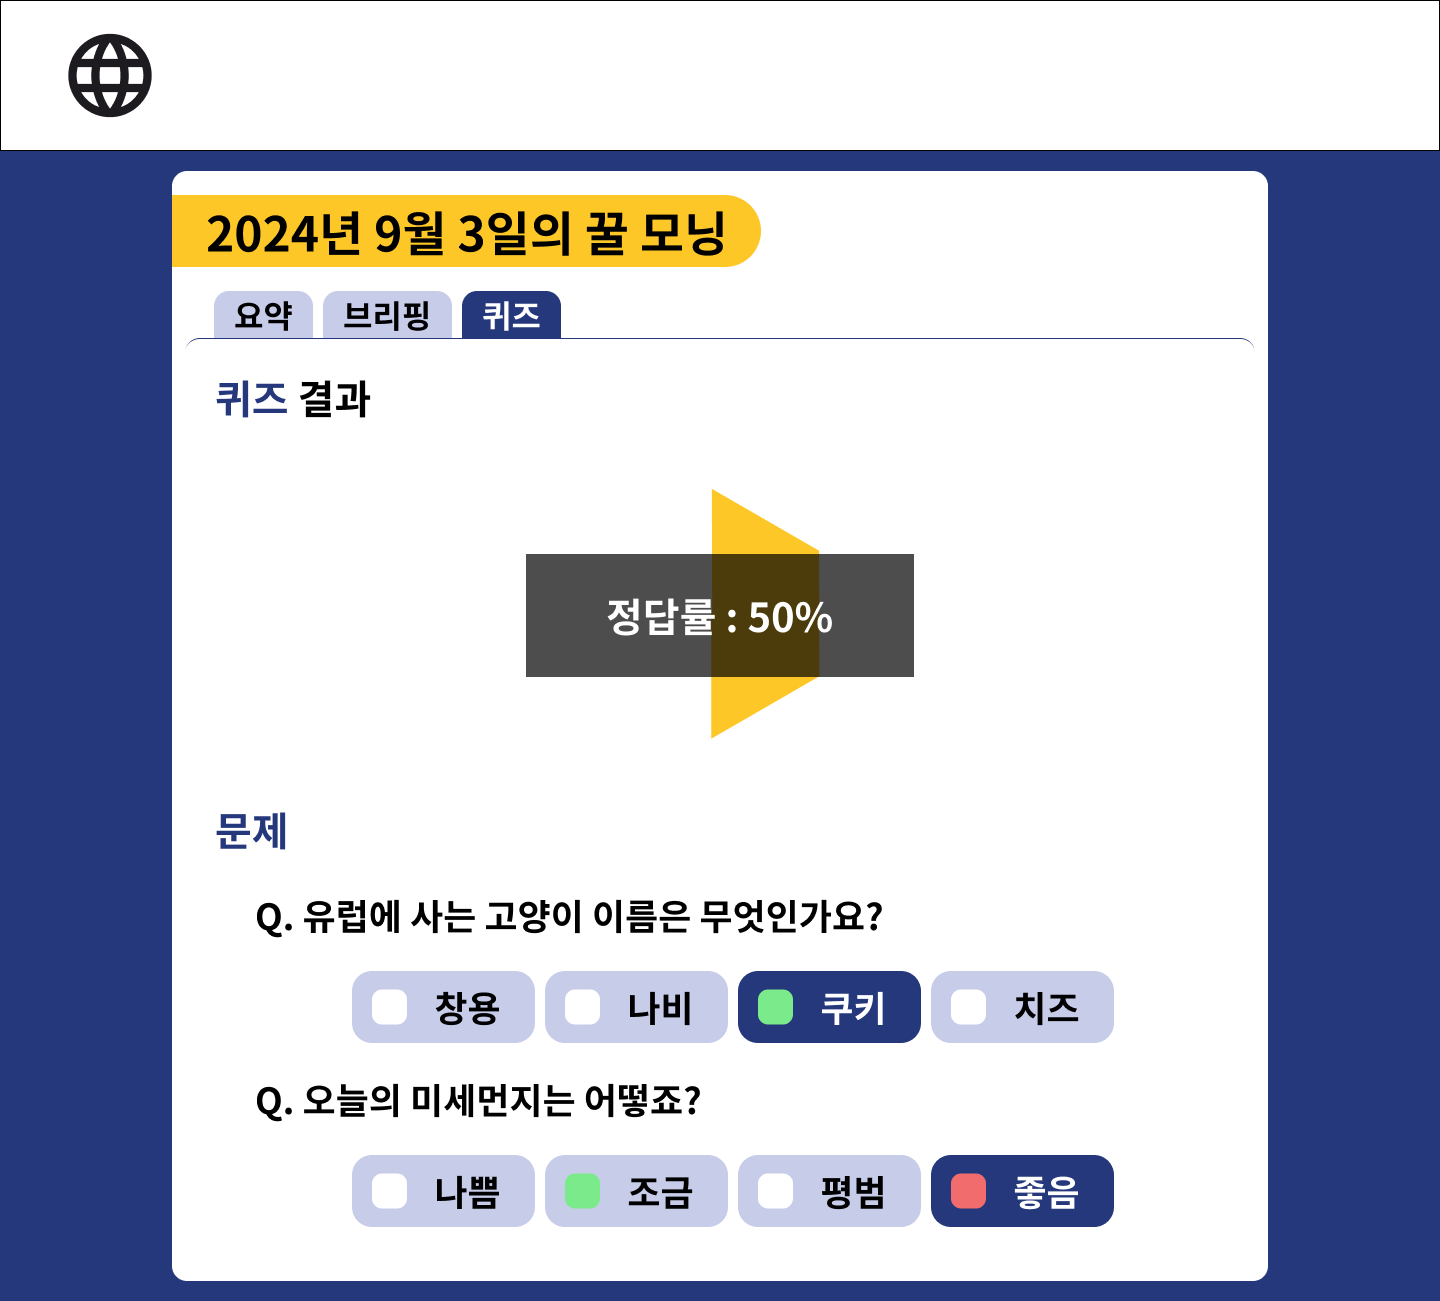 2024년 9월 3일의 꿀 모닝
요약 브리핑 퀴즈
퀴즈 결과
정답률 : 50%
문제
Q. 유럽에 사는 고양이 이름은 무엇인가요?
창용 나비 쿠키 치즈
Q. 오늘의 미세먼지는 어떻죠?
나쁨 조금 평범 좋음